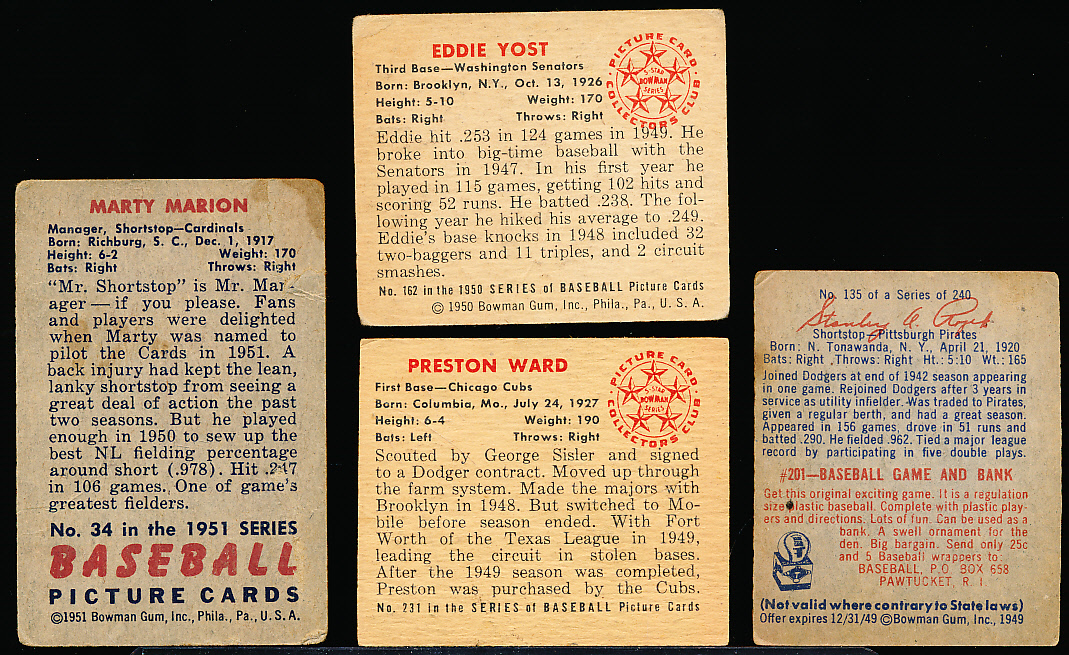 MARTY MARION
Manager, Shortstop—Cardinals
Born: Richburg, S. C., Dec. 1, 1917
Height: 6-2 Weight: 170
Bats: Right Throws: Right
"Mr. Shortstop" is Mr. Man-
ager — if you please. Fans
and players were delighted
when Marty was named to
pilot the Cards in 1951. A
back injury had kept the lean,
lanky shortstop from seeing a
great deal of action the past
two seasons. But he played
enough in 1950 to sew up the
best NL fielding percentage
around short (.978). Hit
in 106 games. One of game's
greatest fielders.
No. 34 in the 1951 SERIES
BASEBALL
PICTURE CARDS
©1951 Bowman Gum, Inc., Phila., Pa., U. S. A.
EDDIE YOST
Third Base—Washington Senators
Born: Brooklyn, N.Y., Oct. 13, 1926
Height: 5-10 Weight: 170
Bats: Right Throws: Right
PICTURE CARD
COLLECTORS CLUB
5-STAR
BOWMAN
SERIES
Eddie hit .253 in 124 games in 1949. He
broke into big-time baseball with the
Senators in 1947. In his first year he
played in 115 games, getting 102 hits and
scoring 52 runs. He batted .238. The fol-
lowing year he hiked his average to .249.
Eddie's base knocks in 1948 included 32
two-baggers and 11 triples, and 2 circuit
smashes.
No. 162 in the 1950 SERIES OF BASEBALL Picture Cards
© 1950 Bowman Gum, Inc., Phila., Pa., U. S. A.
PRESTON WARD
First Base—Chicago Cubs
Born: Columbia, Mo., July 24, 1927
Height: 6-4 Weight: 190
Bats: Left Throws: Right
PICTURE CARD
COLLECTORS CLUB
5-STAR
BOWMAN
SERIES
Scouted by George Sisler and signed
to a Dodger contract. Moved up through
the farm system. Made the majors with
Brooklyn in 1948. But switched to Mo-
bile before season ended. With Fort
Worth of the Texas League in 1949,
leading the circuit in stolen bases.
After the 1949 season was completed,
Preston was purchased by the Cubs.
No. 231 in the SERIES OF BASEBALL Picture Cards
No. 135 of a Series of 240
Stanley A. Rojek
Shortstop—Pittsburgh Pirates
Born: N. Tonawanda, N. Y., April 21, 1920
Bats: Right Throws: Right Ht.: 5:10 Wt.: 165
Joined Dodgers at end of 1942 season appearing
in one game. Rejoined Dodgers after 3 years in
service as utility infielder. Was traded to Pirates,
given a regular berth, and had a great season.
Appeared in 156 games, drove in 51 runs and
batted .290. He fielded .962. Tied a major league
record by participating in five double plays.
#201—BASEBALL GAME AND BANK
Get this original exciting game. It is a regulation
size plastic baseball. Complete with plastic play-
ers and directions. Lots of fun. Can be used as a
bank. A swell ornament for the
den. Big bargain. Send only 25c
and 5 Baseball wrappers to:
BASEBALL, P.O. BOX 658
PAWTUCKET, R. I.
(Not valid where contrary to State laws)
Offer expires 12/31/49 ©Bowman Gum, Inc., 1949